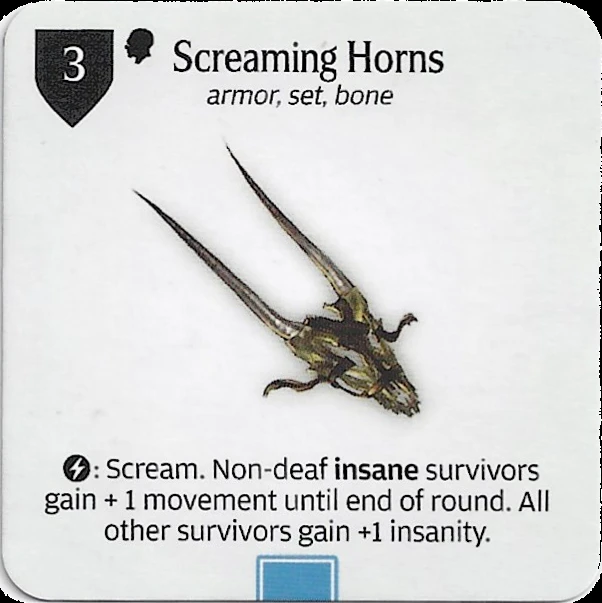 3
Screaming Horns
armor, set, bone
: Scream. Non-deaf insane survivors
gain + 1 movement until end of round. All
other survivors gain +1 insanity.